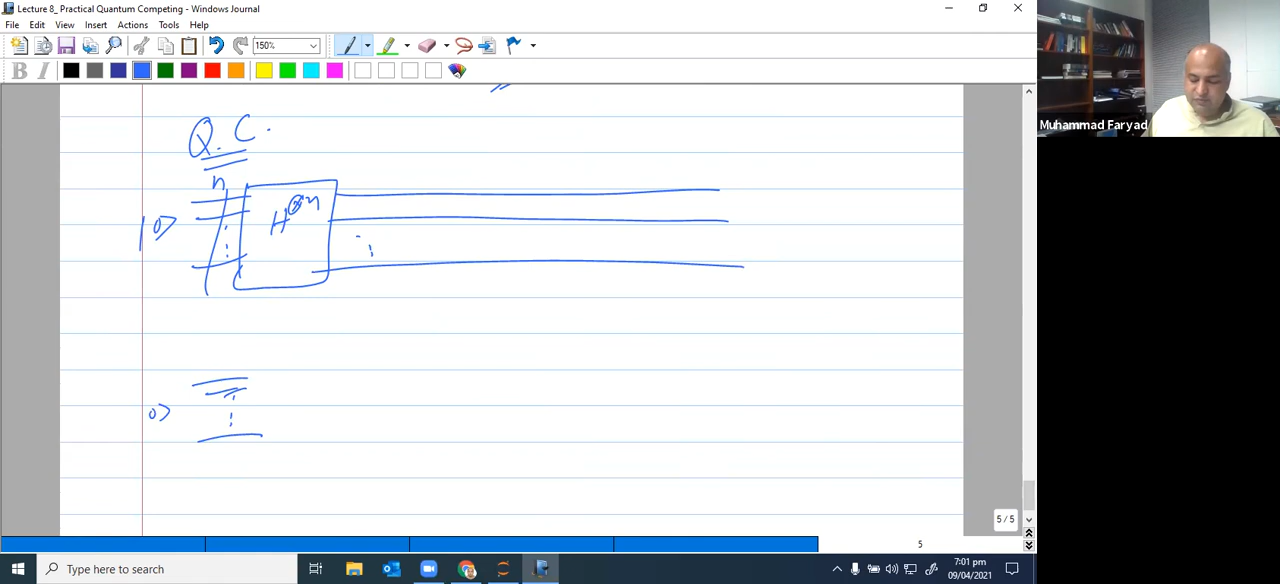 Lecture 8_ Practical Quantum Competing - Windows Journal
File Edit View Insert Actions Tools Help
150%
B I
Muhammad Faryad
Q.C.
n
|0> H⊗n
0>
5 / 5
5
Type here to search
7:01 pm
09/04/2021